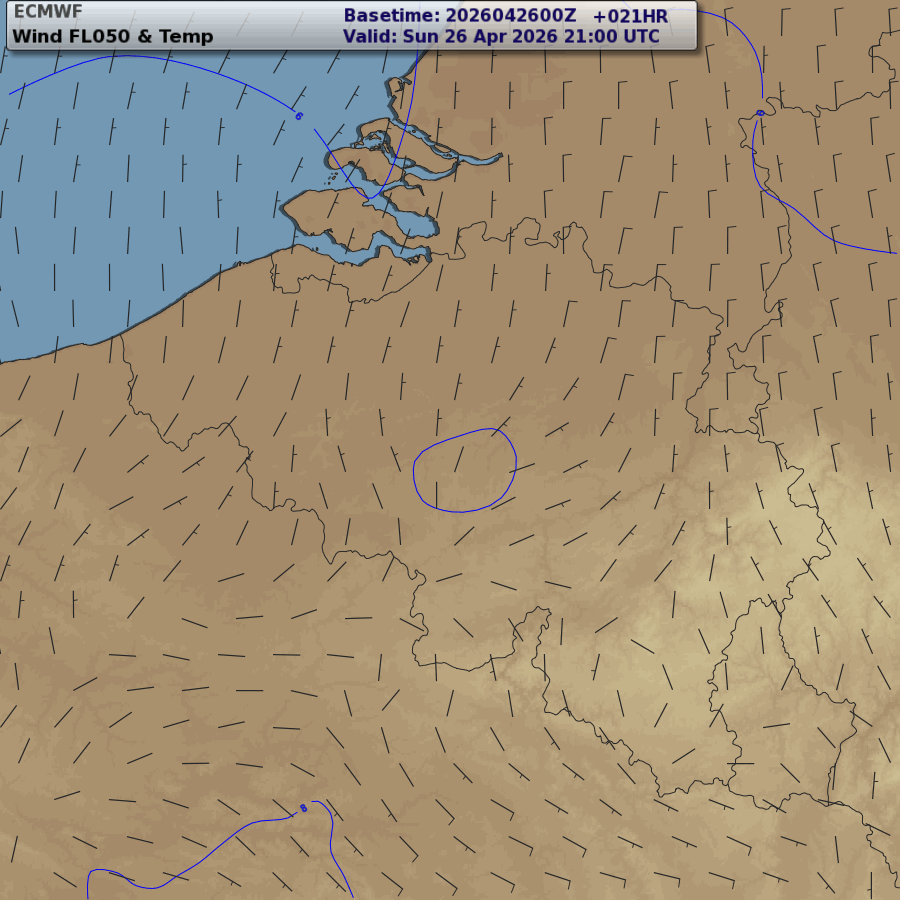 ECMWF
Basetime: 2026042600Z +021HR
Wind FL050 & Temp
Valid: Sun 26 Apr 2026 21:00 UTC
6
8